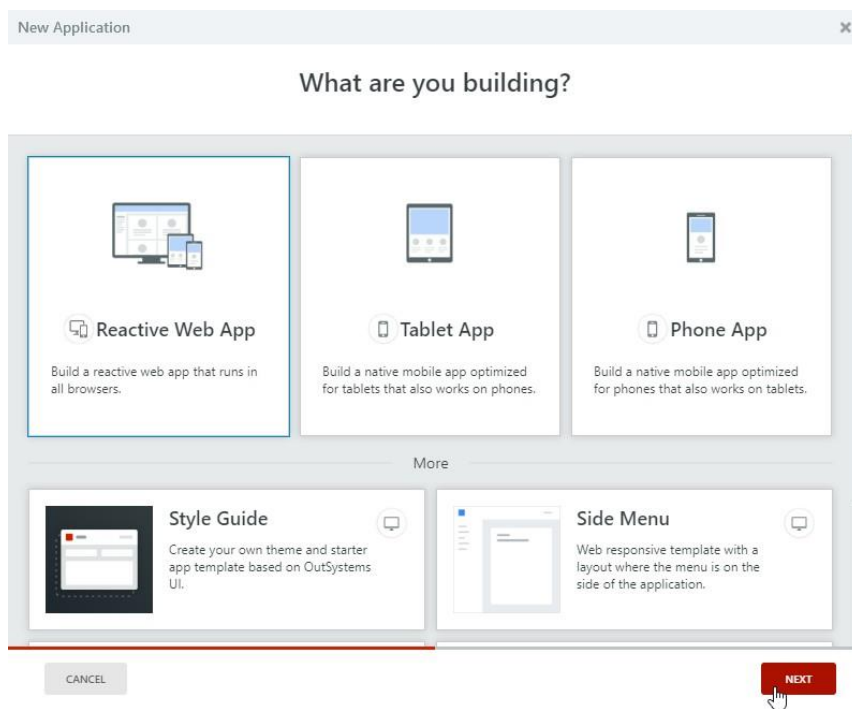 New Application
What are you building?
Reactive Web App
Build a reactive web app that runs in
all browsers.
Tablet App
Build a native mobile app optimized
for tablets that also works on phones.
Phone App
Build a native mobile app optimized
for phones that also works on tablets.
More
Style Guide
Create your own theme and starter
app template based on OutSystems
UI.
Side Menu
Web responsive template with a
layout where the menu is on the
side of the application.
CANCEL
NEXT